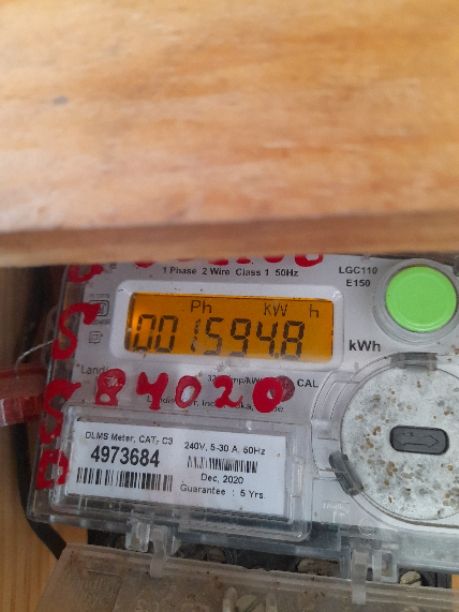 1 Phase 2 Wire Class 1 50Hz
LGC110
E150
Ph kW h
001594.8
kWh
CAL
84020
DLMS Meter, CAT- C3
4973684
240V, 5-30 A, 50Hz
Dec, 2020
Guarantee : 5 Yrs.